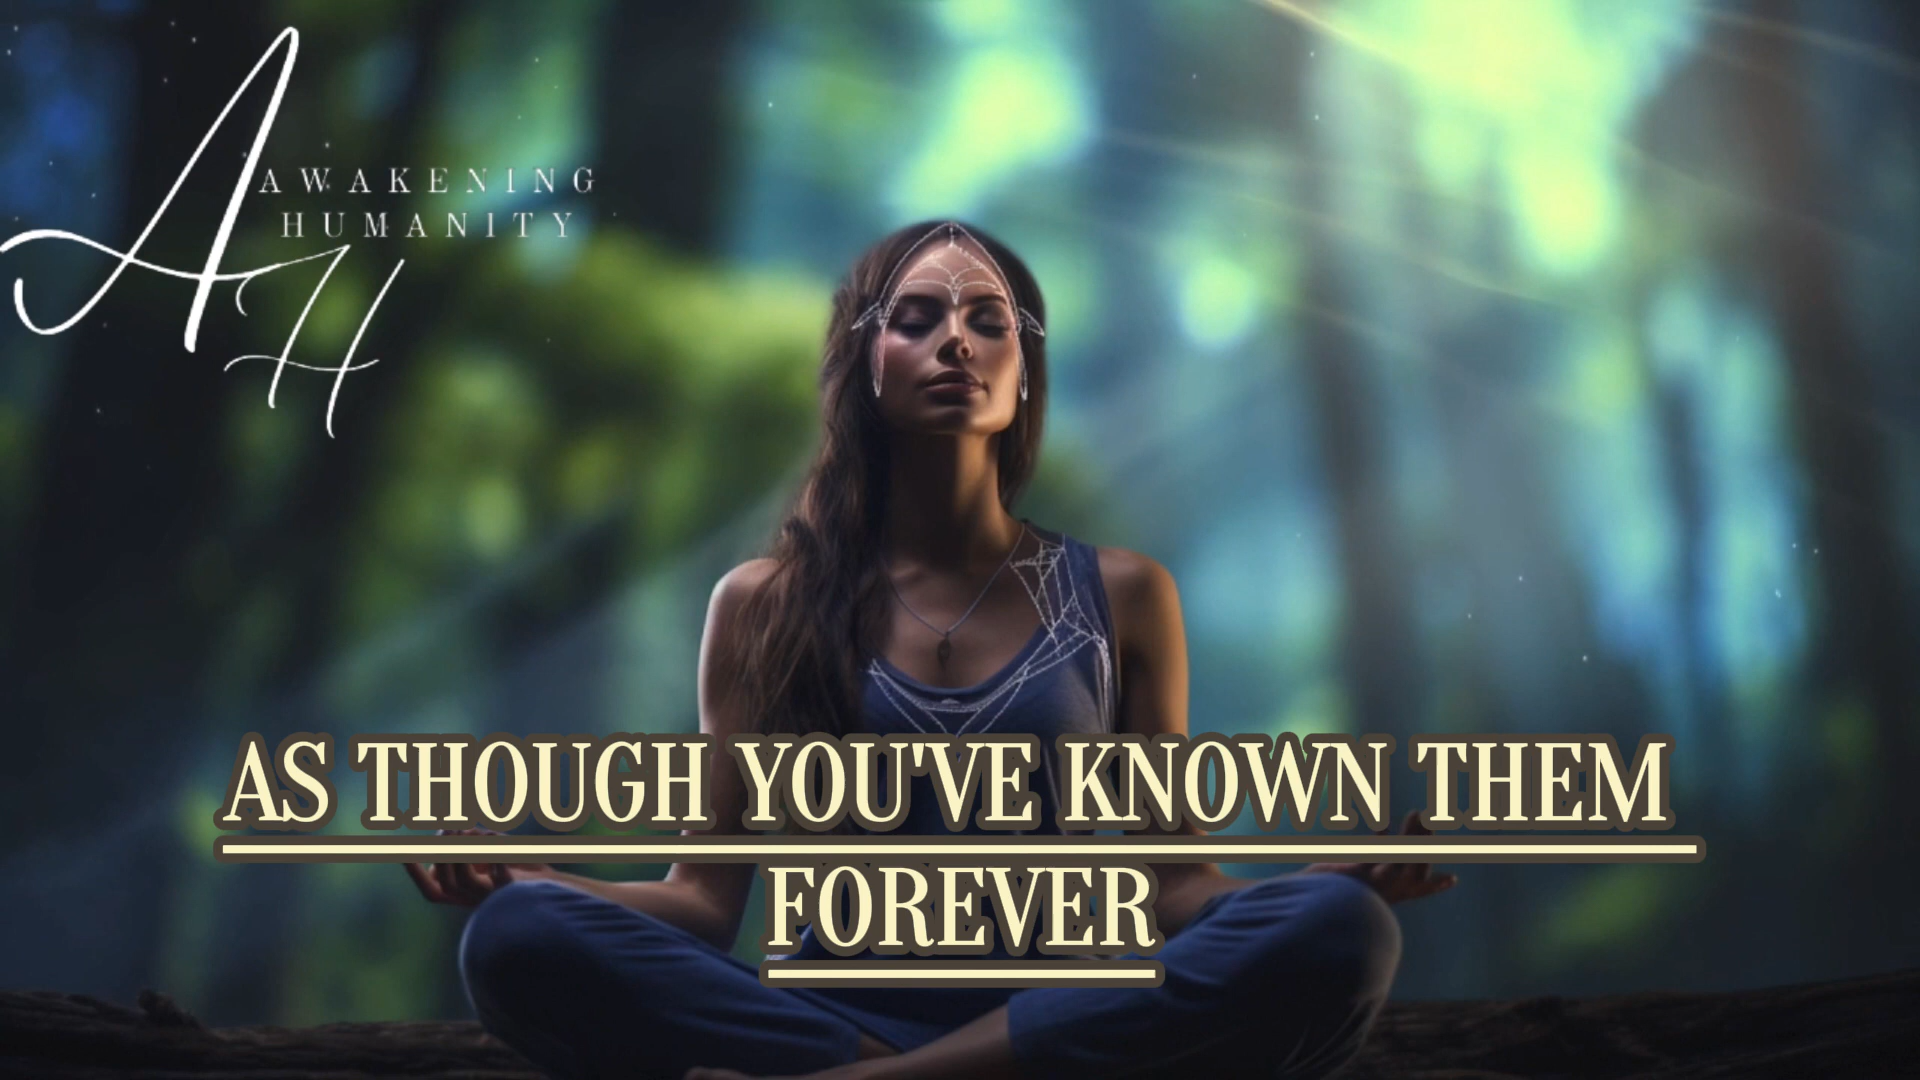 AWAKENING
HUMANITY
AH
AS THOUGH YOU'VE KNOWN THEM
FOREVER